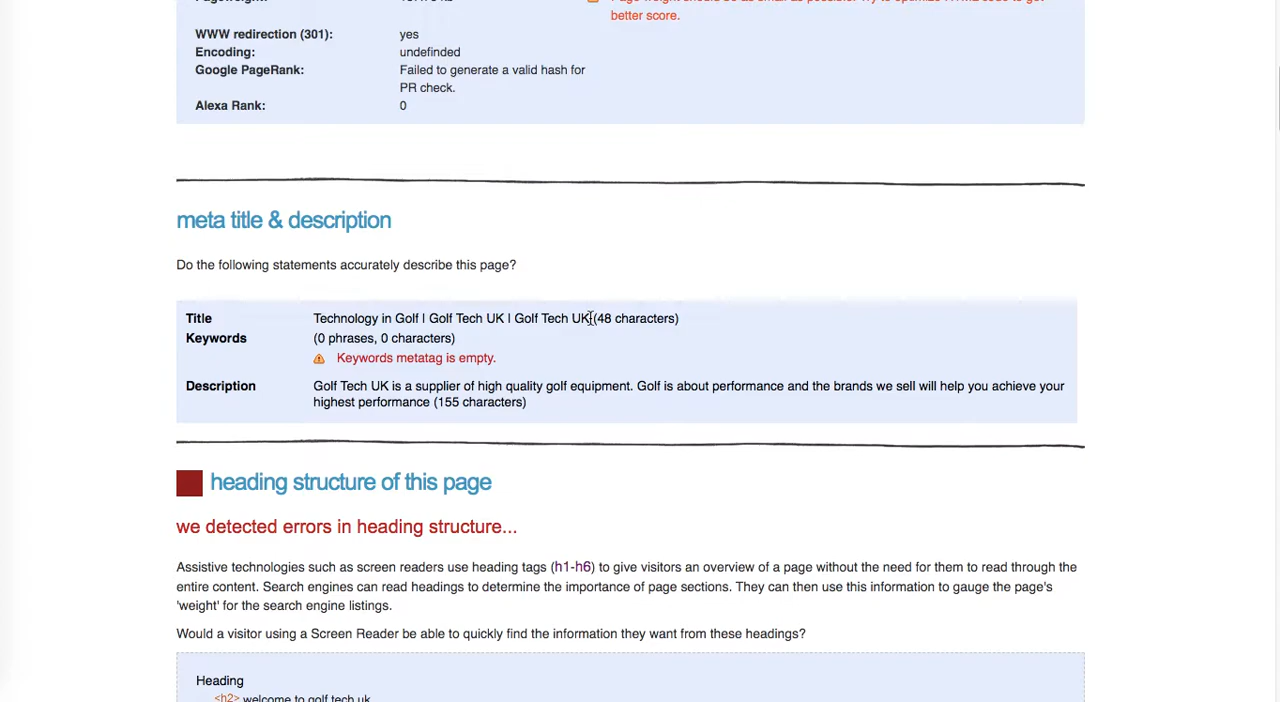 better score.
WWW redirection (301): yes
Encoding: undefinded
Google PageRank: Failed to generate a valid hash for
PR check.
Alexa Rank: 0
meta title & description
Do the following statements accurately describe this page?
Title Technology in Golf | Golf Tech UK | Golf Tech UK (48 characters)
Keywords (0 phrases, 0 characters)
Keywords metatag is empty.
Description Golf Tech UK is a supplier of high quality golf equipment. Golf is about performance and the brands we sell will help you achieve your
highest performance (155 characters)
heading structure of this page
we detected errors in heading structure...
Assistive technologies such as screen readers use heading tags (h1-h6) to give visitors an overview of a page without the need for them to read through the
entire content. Search engines can read headings to determine the importance of page sections. They can then use this information to gauge the page's
'weight' for the search engine listings.
Would a visitor using a Screen Reader be able to quickly find the information they want from these headings?
Heading
<h2> welcome to golf tech uk